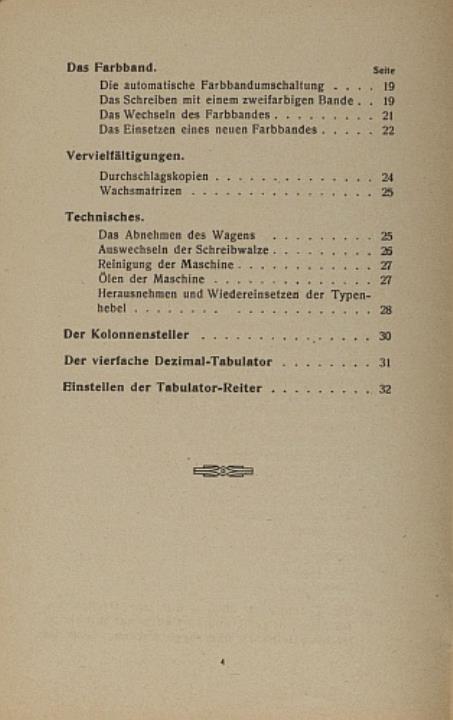 Das Farbband. Seite
Die automatische Farbbandumschaltung . . . . 19
Das Schreiben mit einem zweifarbigen Bande . . 19
Das Wechseln des Farbbandes . . . . . . . . . 21
Das Einsetzen eines neuen Farbbandes . . . . . 22
Vervielfältigungen.
Durchschlagskopien . . . . . . . . . . . . . . 24
Wachsmatrizen . . . . . . . . . . . . . . . . 25
Technisches.
Das Abnehmen des Wagens . . . . . . . . . 25
Auswechseln der Schreibwalze . . . . . . . . . 26
Reinigung der Maschine . . . . . . . . . . . . 27
Ölen der Maschine . . . . . . . . . . . . . . 27
Herausnehmen und Wiedereinsetzen der Typen-
hebel . . . . . . . . . . . . . . . . . . . . . 28
Der Kolonnensteller . . . . . . . . . . . . . . . 30
Der vierfache Dezimal-Tabulator . . . . . . . . 31
Einstellen der Tabulator-Reiter . . . . . . . . . 32
4